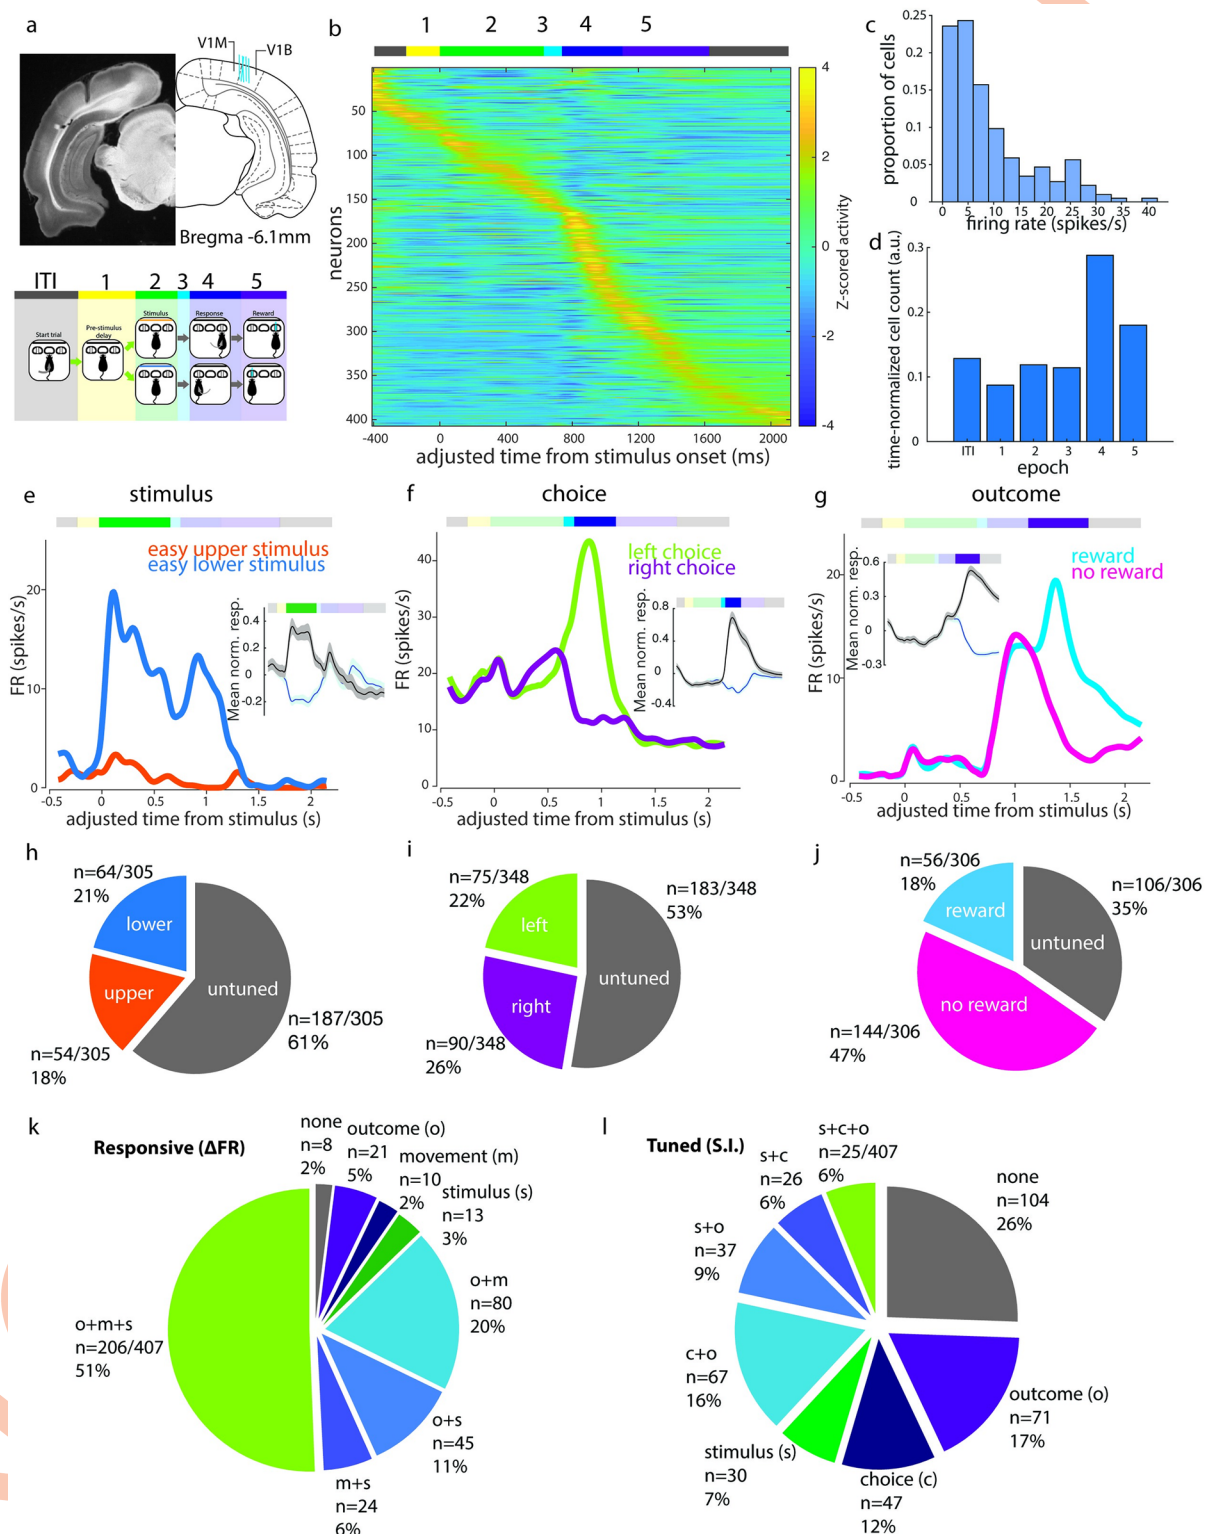 a
V1M
V1B
Bregma -6.1mm
ITI 1 2 3 4 5
Start trial
Pre-stimulus
delay
Stimulus
Response
Reward
b
1 2 3 4 5
neurons
50
100
150
200
250
300
350
400
-400 0 400 800 1200 1600 2000
adjusted time from stimulus onset (ms)
4
2
0
-2
-4
Z-scored activity
c
proportion of cells
0.25
0.2
0.15
0.1
0.05
0
0 5 10 15 20 25 30 35 40
firing rate (spikes/s)
d
time-normalized cell count (a.u.)
0.3
0.2
0.1
0
ITI 1 2 3 4 5
epoch
e
stimulus
easy upper stimulus
easy lower stimulus
FR (spikes/s)
20
10
0
-0.5 0 0.5 1 1.5 2
adjusted time from stimulus (s)
Mean norm. resp.
0.4
0.2
0
-0.2
f
choice
left choice
right choice
FR (spikes/s)
40
30
20
10
0
-0.5 0 0.5 1 1.5 2
adjusted time from stimulus (s)
Mean norm. resp.
0.8
0.4
0
-0.4
g
outcome
reward
no reward
FR (spikes/s)
20
10
0
-0.5 0 0.5 1 1.5 2
adjusted time from stimulus (s)
Mean norm. resp.
0.6
0.3
0
-0.3
h
n=64/305
21%
lower
upper
untuned
n=54/305
18%
n=187/305
61%
i
n=75/348
22%
left
right
untuned
n=183/348
53%
n=90/348
26%
j
n=56/306
18%
reward
no reward
untuned
n=106/306
35%
n=144/306
47%
k
Responsive (ΔFR)
none
n=8
2%
outcome (o)
n=21
5%
movement (m)
n=10
2%
stimulus (s)
n=13
3%
o+m
n=80
20%
o+s
n=45
11%
m+s
n=24
6%
o+m+s
n=206/407
51%
l
Tuned (S.I.)
s+c+o
n=25/407
6%
s+c
n=26
6%
s+o
n=37
9%
c+o
n=67
16%
stimulus (s)
n=30
7%
choice (c)
n=47
12%
outcome (o)
n=71
17%
none
n=104
26%